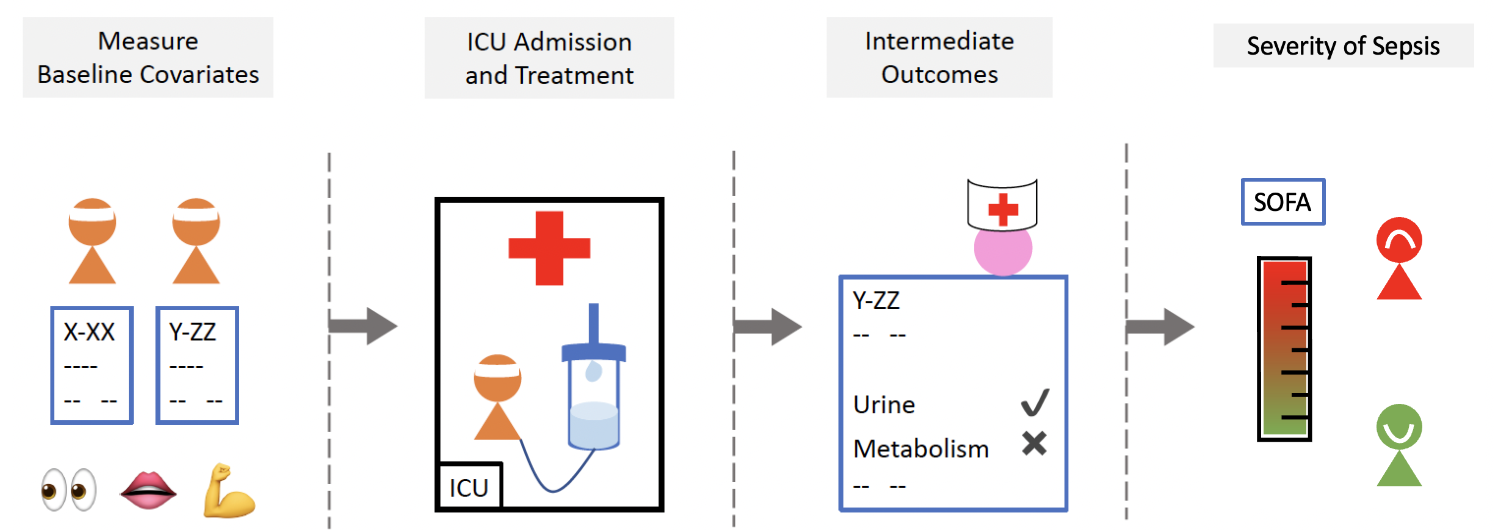 Measure
Baseline Covariates
ICU Admission
and Treatment
Intermediate
Outcomes
Severity of Sepsis
X-XX
----
-- --
Y-ZZ
----
-- --
ICU
Y-ZZ
-- --
Urine
Metabolism
-- --
SOFA